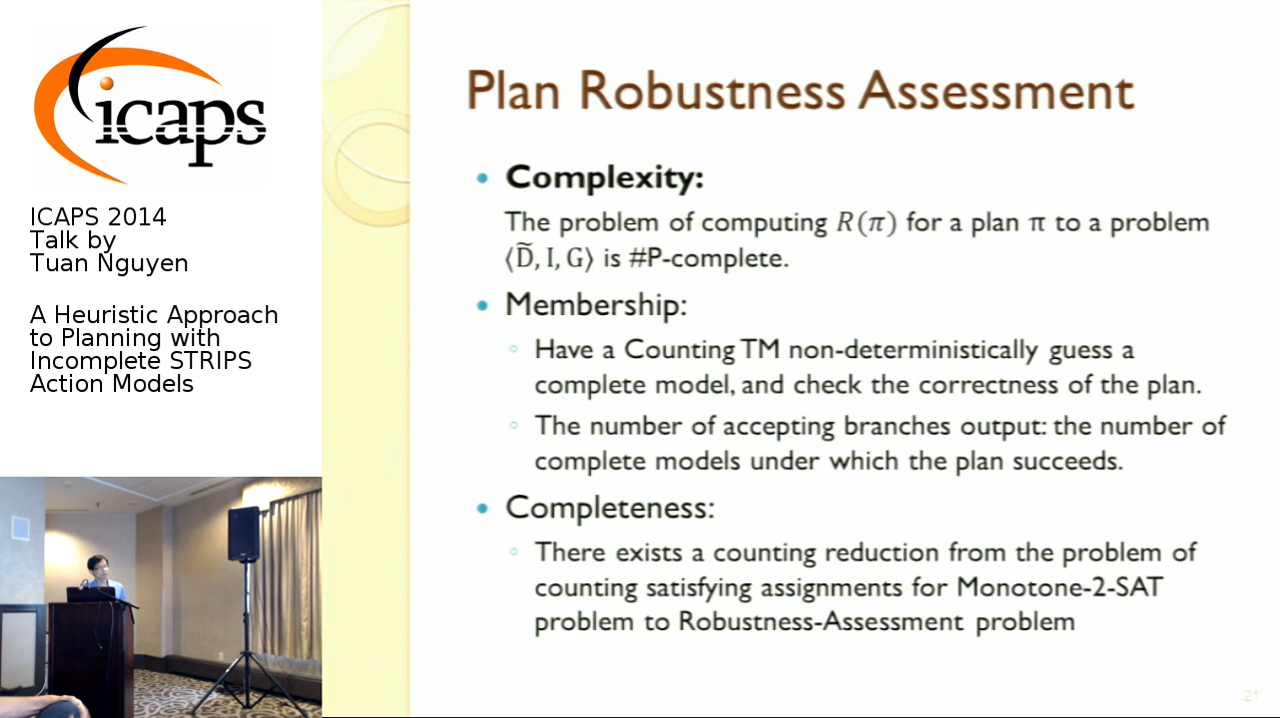 icaps
ICAPS 2014
Talk by
Tuan Nguyen
A Heuristic Approach
to Planning with
Incomplete STRIPS
Action Models
Plan Robustness Assessment
• Complexity:
The problem of computing R(π) for a plan π to a problem
⟨D̃, I, G⟩ is #P-complete.
• Membership:
◦ Have a Counting TM non-deterministically guess a
complete model, and check the correctness of the plan.
◦ The number of accepting branches output: the number of
complete models under which the plan succeeds.
• Completeness:
◦ There exists a counting reduction from the problem of
counting satisfying assignments for Monotone-2-SAT
problem to Robustness-Assessment problem
21